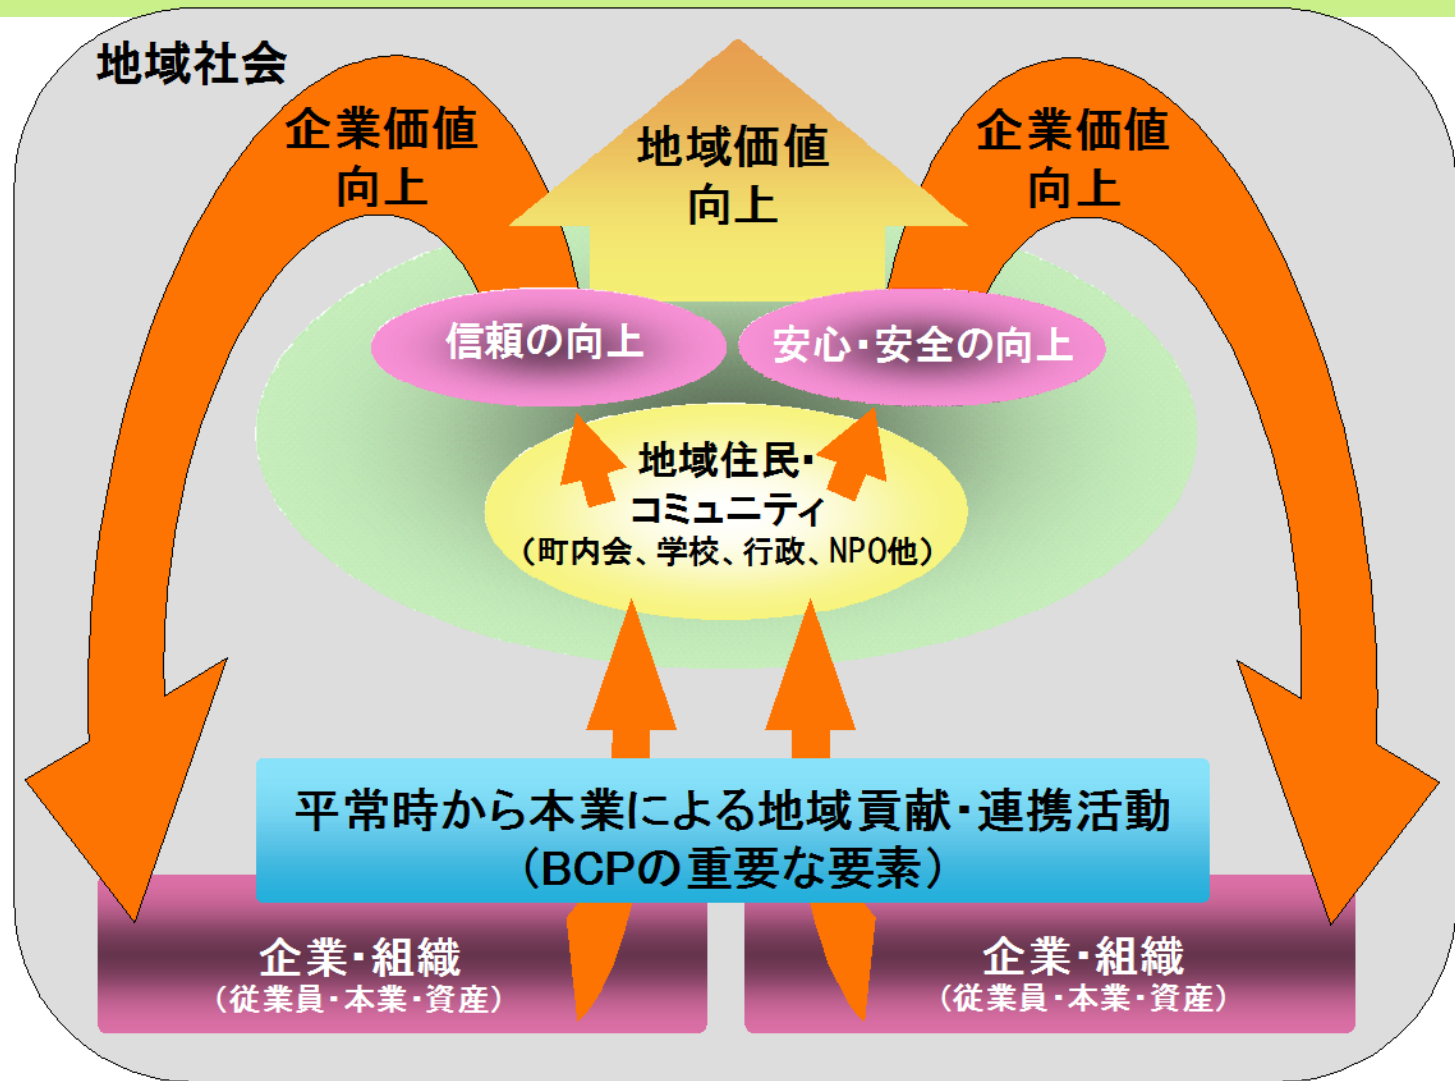 地域社会
企業価値
向上
地域価値
向上
企業価値
向上
信頼の向上
安心・安全の向上
地域住民・
コミュニティ
（町内会、学校、行政、NPO他）
平常時から本業による地域貢献・連携活動
（BCPの重要な要素）
企業・組織
（従業員・本業・資産）
企業・組織
（従業員・本業・資産）